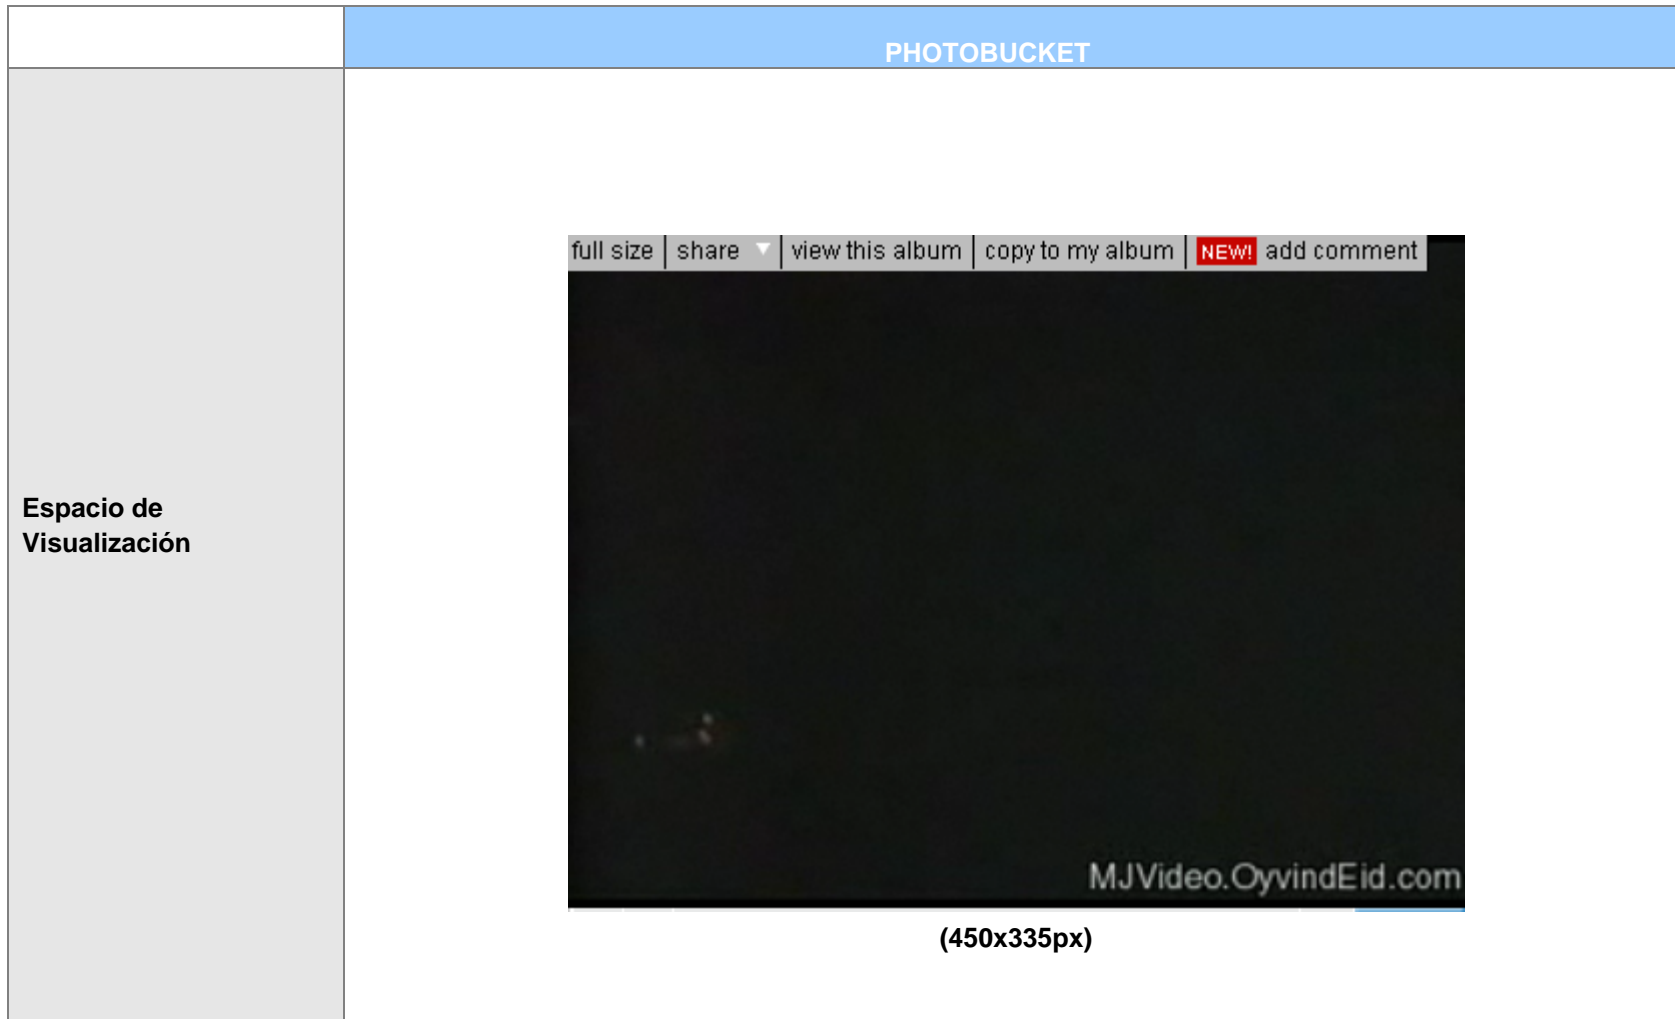 PHOTOBUCKET
full size | share | view this album | copy to my album | NEW! add comment
Espacio de
Visualización
MJVideo.OyvindEid.com
(450x335px)